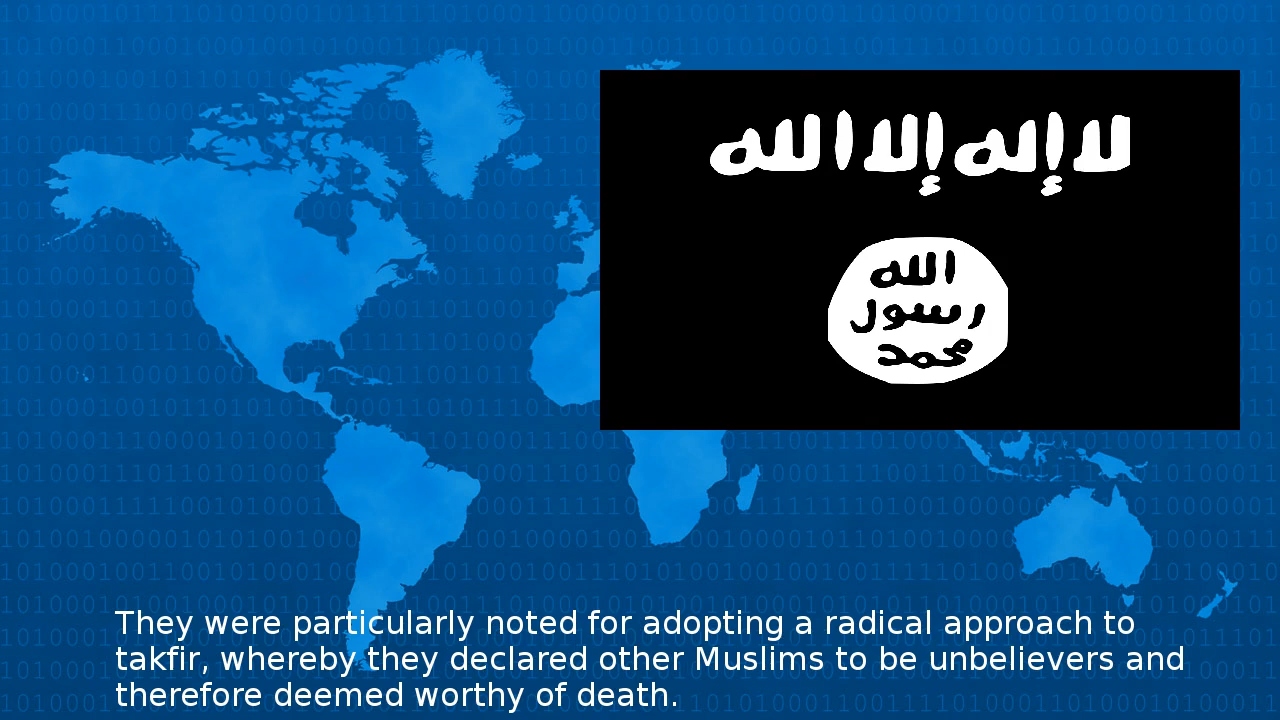 لا إله إلا الله
الله
رسول
محمد
They were particularly noted for adopting a radical approach to
takfir, whereby they declared other Muslims to be unbelievers and
therefore deemed worthy of death.